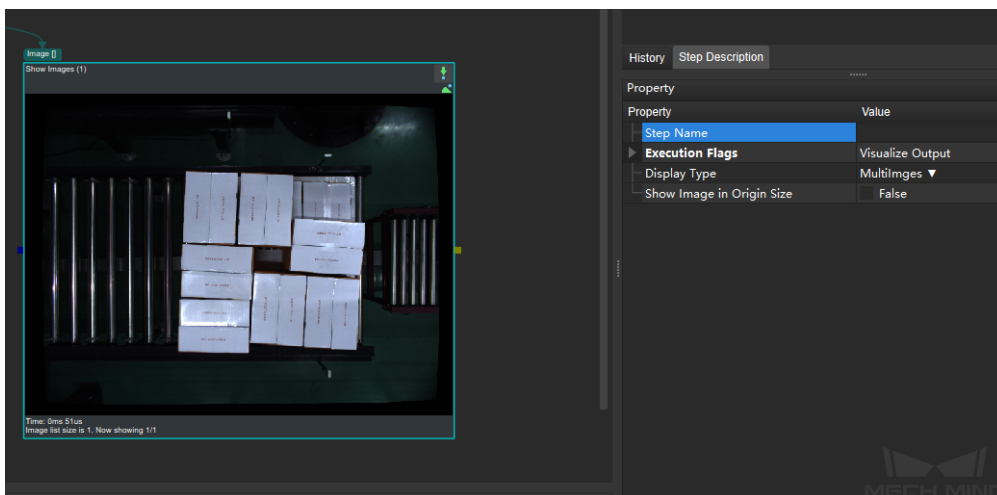 Image []
Show Images (1)
Time: 0ms 51us
Image list size is 1. Now showing 1/1
History
Step Description
Property
Property
Value
Step Name
Execution Flags
Visualize Output
Display Type
MultiImges ▼
Show Image in Origin Size
False
MECH MIND